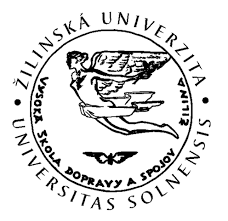 ŽILINSKÁ UNIVERZITA
UNIVERSITAS SOLNENSIS
VYSOKÁ ŠKOLA DOPRAVY A SPOJOV
ŽILINA